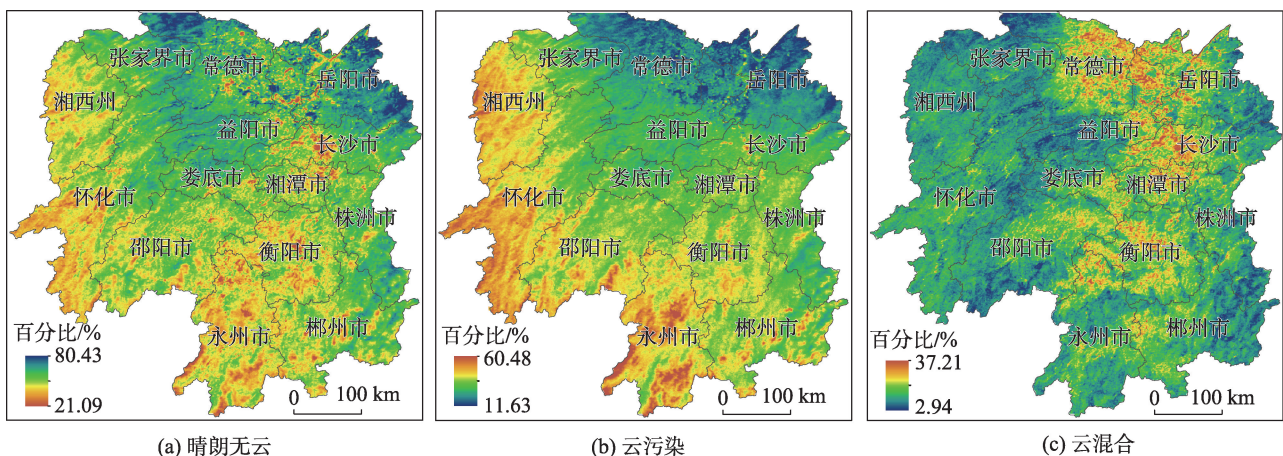 张家界市
常德市
岳阳市
湘西州
益阳市
长沙市
怀化市
娄底市
湘潭市
株洲市
邵阳市
衡阳市
永州市
郴州市
百分比/%
80.43
21.09
0 100 km
(a) 晴朗无云
张家界市
常德市
岳阳市
湘西州
益阳市
长沙市
怀化市
娄底市
湘潭市
株洲市
邵阳市
衡阳市
永州市
郴州市
百分比/%
60.48
11.63
0 100 km
(b) 云污染
张家界市
常德市
岳阳市
湘西州
益阳市
长沙市
怀化市
娄底市
湘潭市
株洲市
邵阳市
衡阳市
永州市
郴州市
百分比/%
37.21
2.94
0 100 km
(c) 云混合